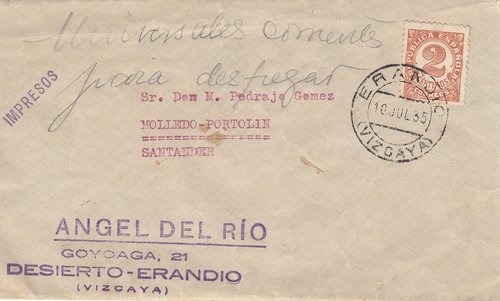 Universales corrientes
para despegar
IMPRESOS
REPUBLICA ESPAÑOLA
2
Sr. Don M. Pedrajo Gomez
MOLLEDO-PORTOLIN
SANTANDER
ERANDIO
10 JUL 35
(VIZCAYA)
ANGEL DEL RÍO
GOYOAGA, 21
DESIERTO-ERANDIO
(VIZCAYA)